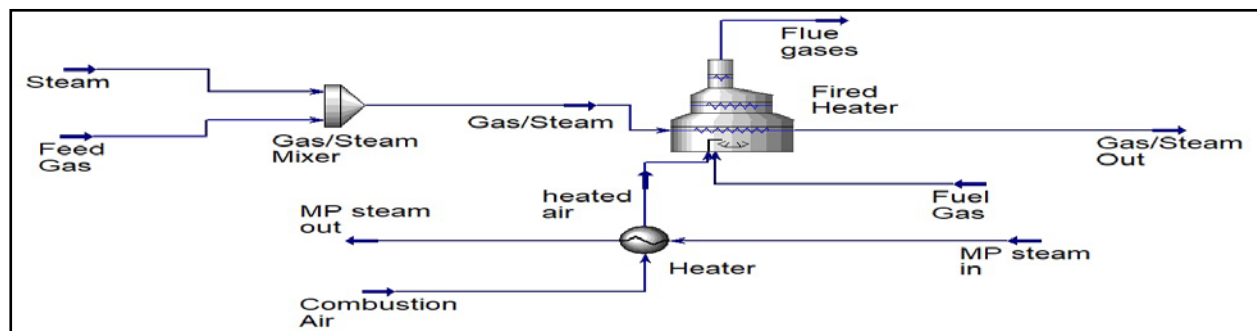 Flue
gases
Steam
Fired
Heater
Gas/Steam
Feed
Gas
Gas/Steam
Mixer
Gas/Steam
Out
heated
air
Fuel
Gas
MP steam
out
Heater
MP steam
in
Combustion
Air